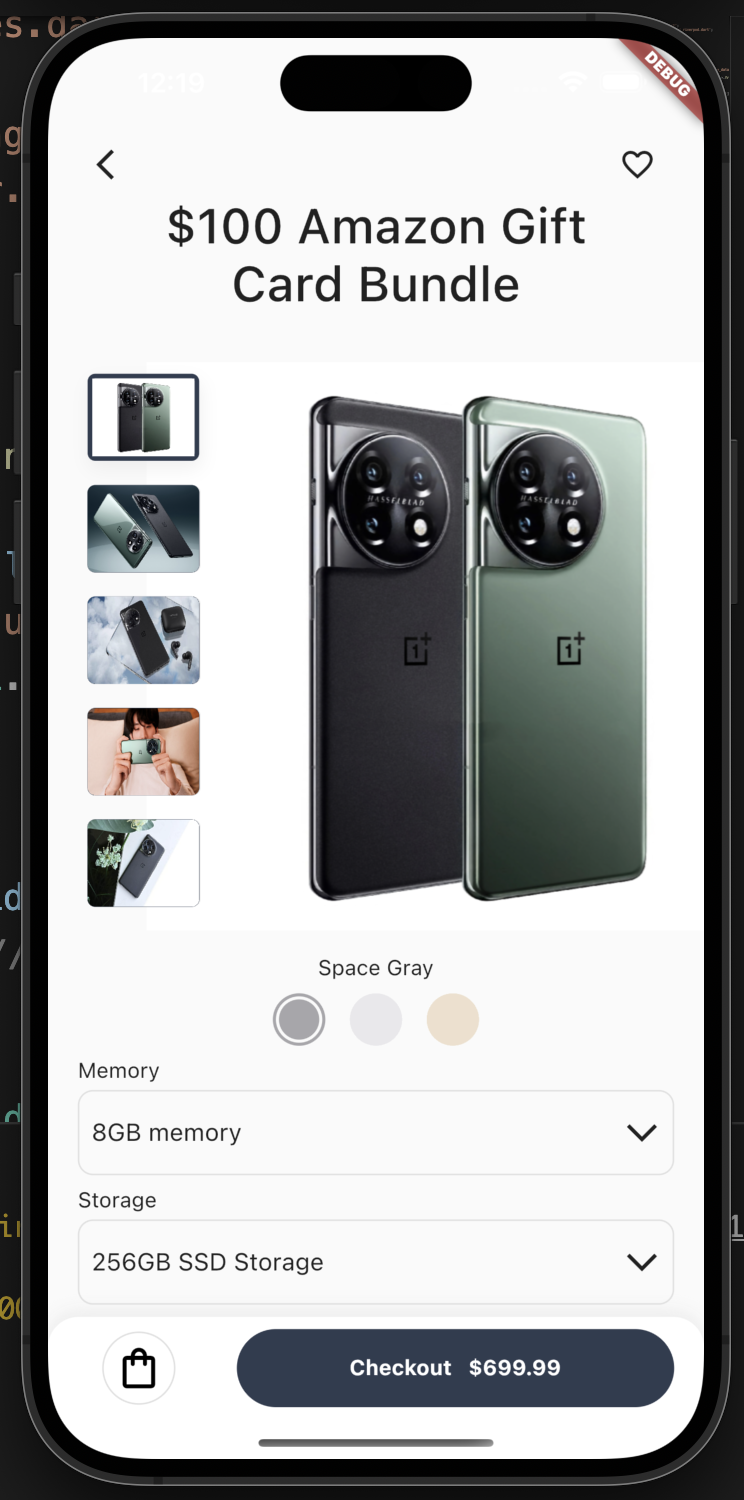 12:19
DEBUG
$100 Amazon Gift
Card Bundle
HASSELBLAD
HASSELBLAD
Space Gray
Memory
8GB memory
Storage
256GB SSD Storage
Checkout $699.99